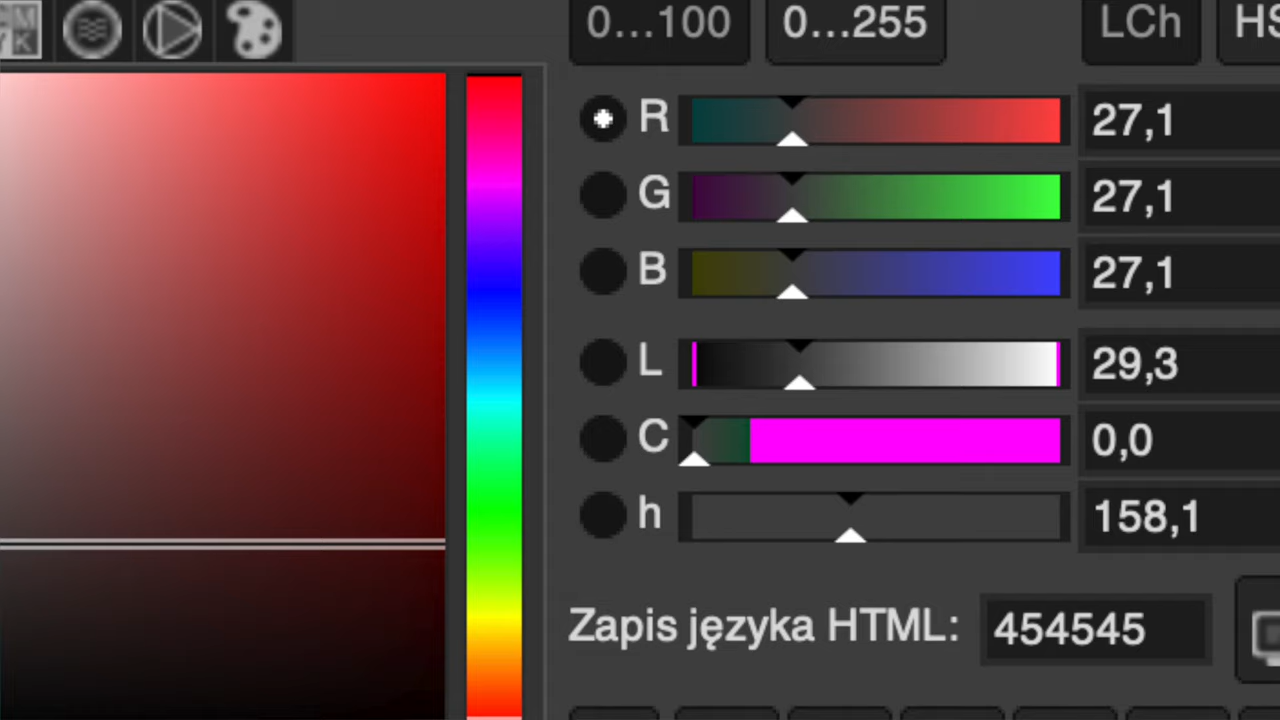 0...100 0...255 LCh HS
R 27,1
G 27,1
B 27,1
L 29,3
C 0,0
h 158,1
Zapis języka HTML: 454545